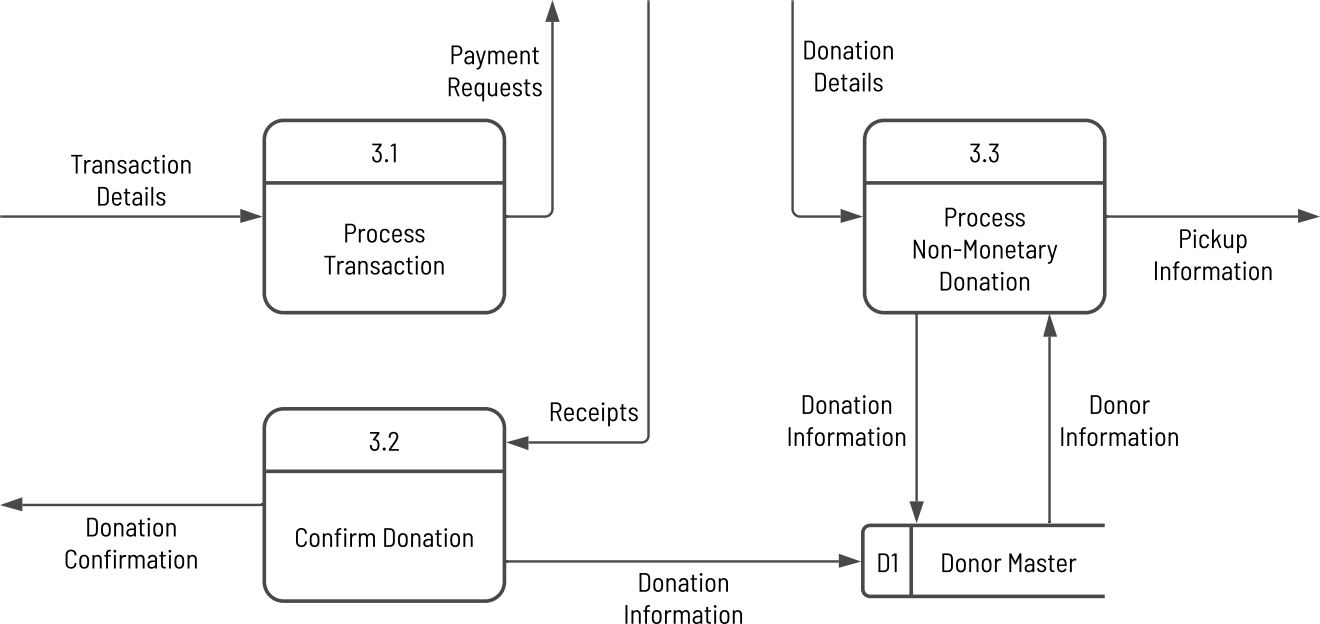 Payment
Requests
Donation
Details
Transaction
Details
3.1
Process
Transaction
3.3
Process
Non-Monetary
Donation
Pickup
Information
Receipts
Donation
Information
Donor
Information
3.2
Confirm Donation
Donation
Confirmation
Donation
Information
D1
Donor Master